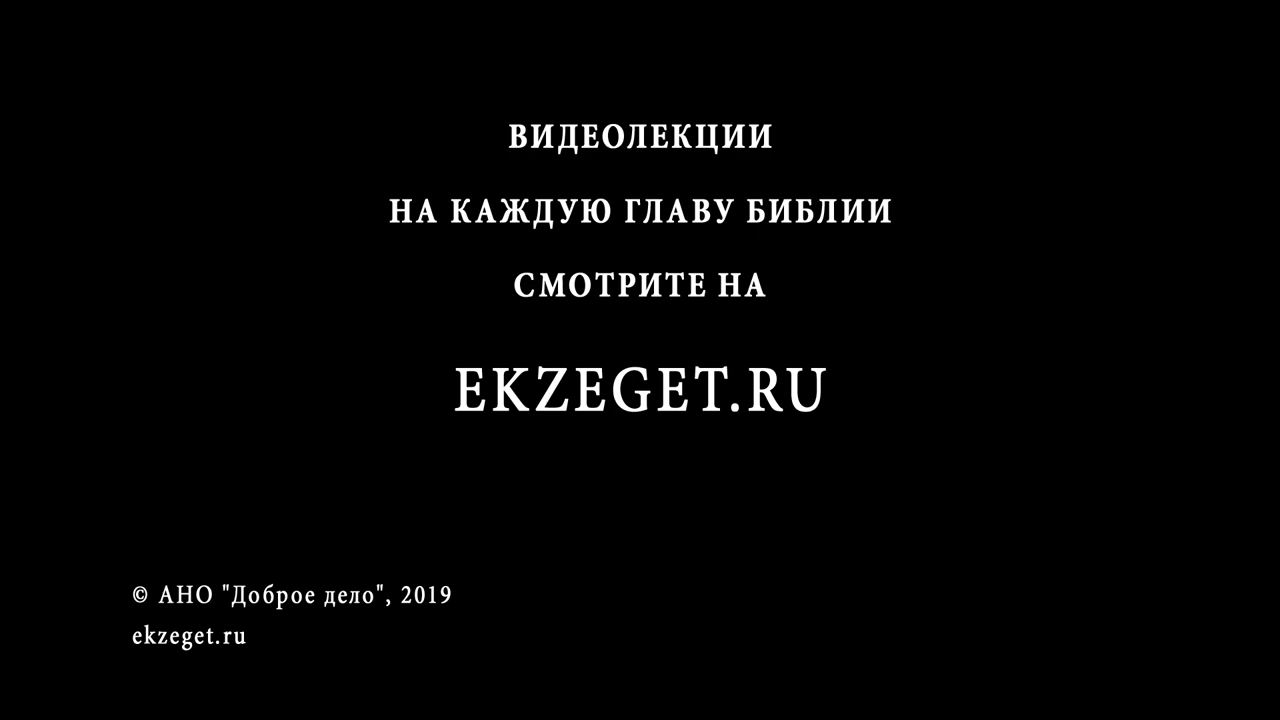 ВИДЕОЛЕКЦИИ
НА КАЖДУЮ ГЛАВУ БИБЛИИ
СМОТРИТЕ НА
EKZEGET.RU
© АНО "Доброе дело", 2019
ekzeget.ru